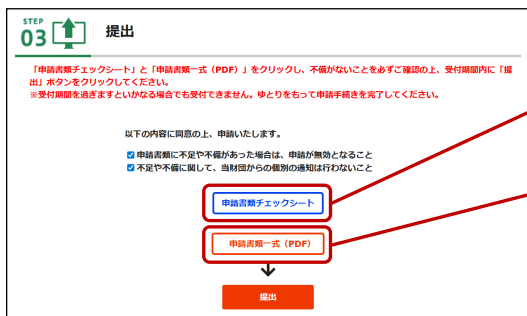 STEP
03
提出
「申請書類チェックシート」と「申請書類一式（PDF）」をクリックし、不備がないことを必ずご確認の上、受付期間内に「提
出」ボタンをクリックしてください。
※受付期間を過ぎますといかなる場合でも受付できません。ゆとりをもって申請手続きを完了してください。
以下の内容に同意の上、申請いたします。
申請書類に不足や不備があった場合は、申請が無効となること
不足や不備に関して、当財団からの個別の通知は行わないこと
申請書類チェックシート
申請書類一式（PDF）
提出